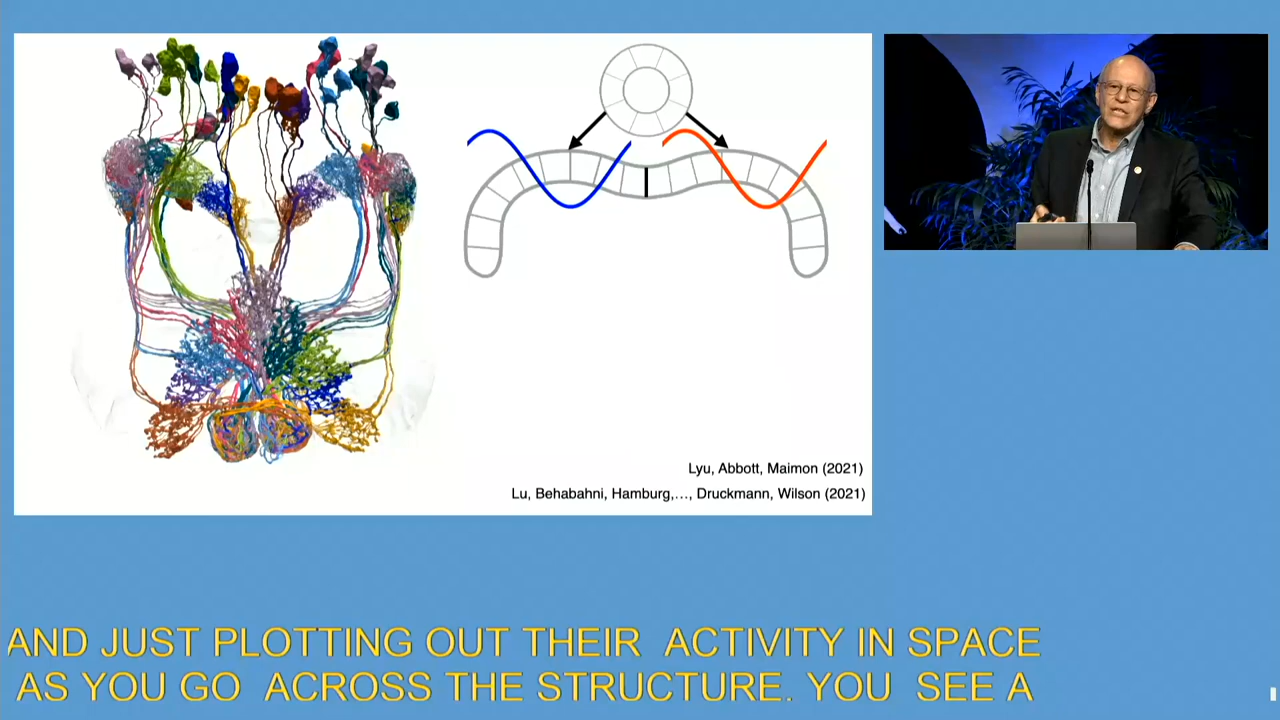 Lyu, Abbott, Maimon (2021)
Lu, Behabahni, Hamburg,..., Druckmann, Wilson (2021)
AND JUST PLOTTING OUT THEIR ACTIVITY IN SPACE
AS YOU GO ACROSS THE STRUCTURE. YOU SEE A